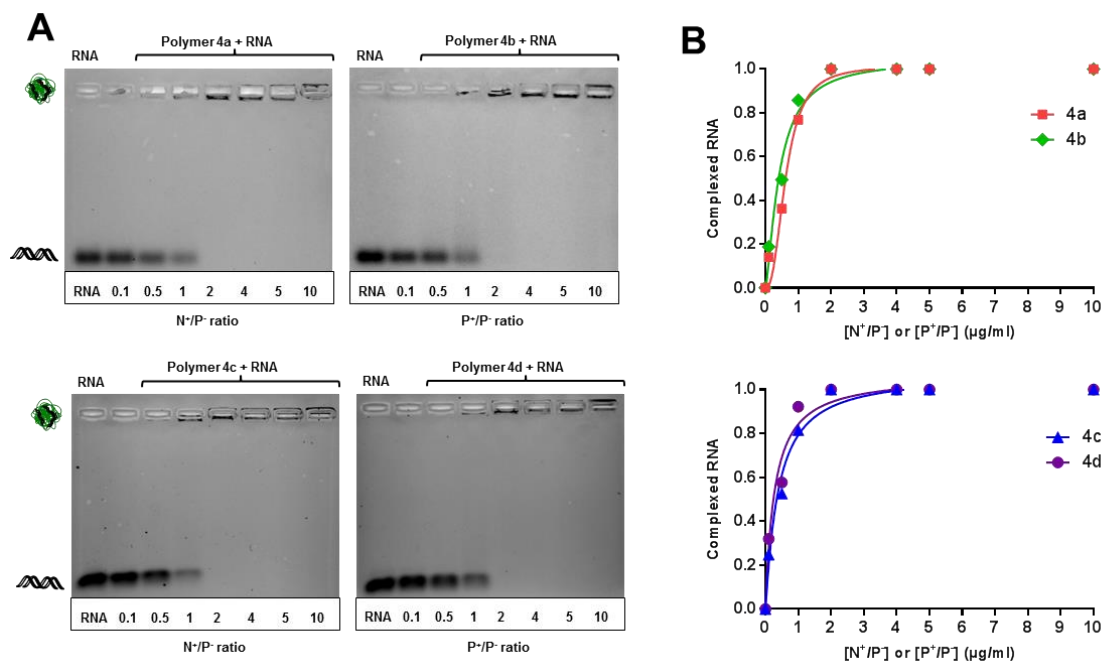 A
Polymer 4a + RNA
RNA
RNA 0.1 0.5 1 2 4 5 10
N⁺/P⁻ ratio
Polymer 4b + RNA
RNA
RNA 0.1 0.5 1 2 4 5 10
P⁺/P⁻ ratio
Polymer 4c + RNA
RNA
RNA 0.1 0.5 1 2 4 5 10
N⁺/P⁻ ratio
Polymer 4d + RNA
RNA
RNA 0.1 0.5 1 2 4 5 10
P⁺/P⁻ ratio
B
Complexed RNA
1.0
0.8
0.6
0.4
0.2
0.0
0 1 2 3 4 5 6 7 8 9 10
[N⁺/P⁻] or [P⁺/P⁻] (µg/ml)
4a
4b
Complexed RNA
1.0
0.8
0.6
0.4
0.2
0.0
0 1 2 3 4 5 6 7 8 9 10
[N⁺/P⁻] or [P⁺/P⁻] (µg/ml)
4c
4d